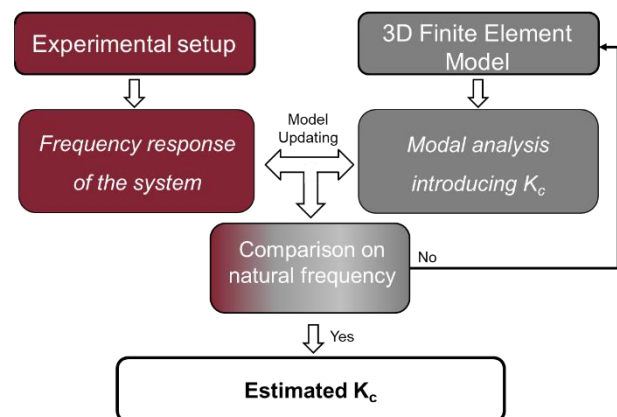 Experimental setup
3D Finite Element
Model
Frequency response
of the system
Model
Updating
Modal analysis
introducing Kc
Comparison on
natural frequency
No
Yes
Estimated Kc